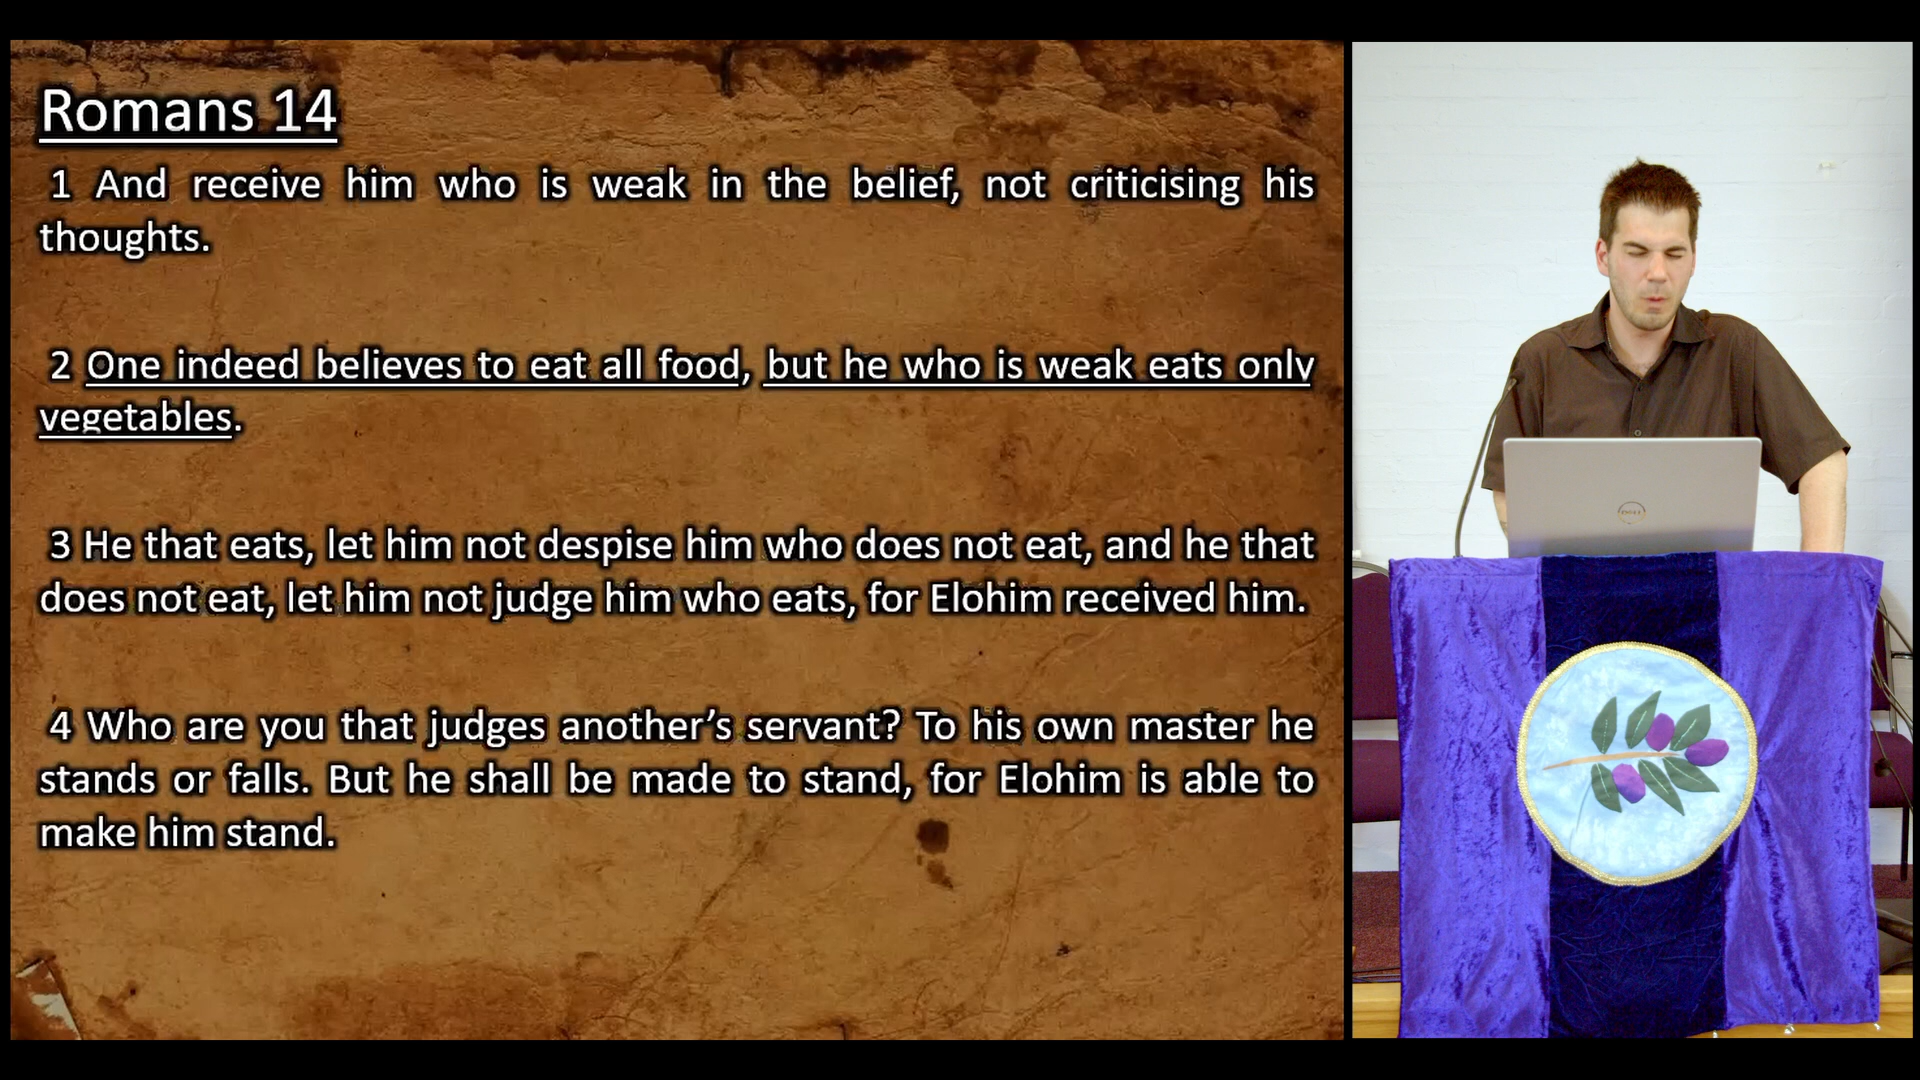 Romans 14
1 And receive him who is weak in the belief, not criticising his
thoughts.
2 One indeed believes to eat all food, but he who is weak eats only
vegetables.
3 He that eats, let him not despise him who does not eat, and he that
does not eat, let him not judge him who eats, for Elohim received him.
4 Who are you that judges another’s servant? To his own master he
stands or falls. But he shall be made to stand, for Elohim is able to
make him stand.
DELL